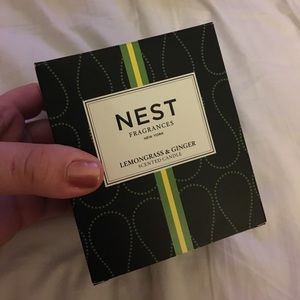 NEST
FRAGRANCES
NEW YORK
LEMONGRASS & GINGER
SCENTED CANDLE